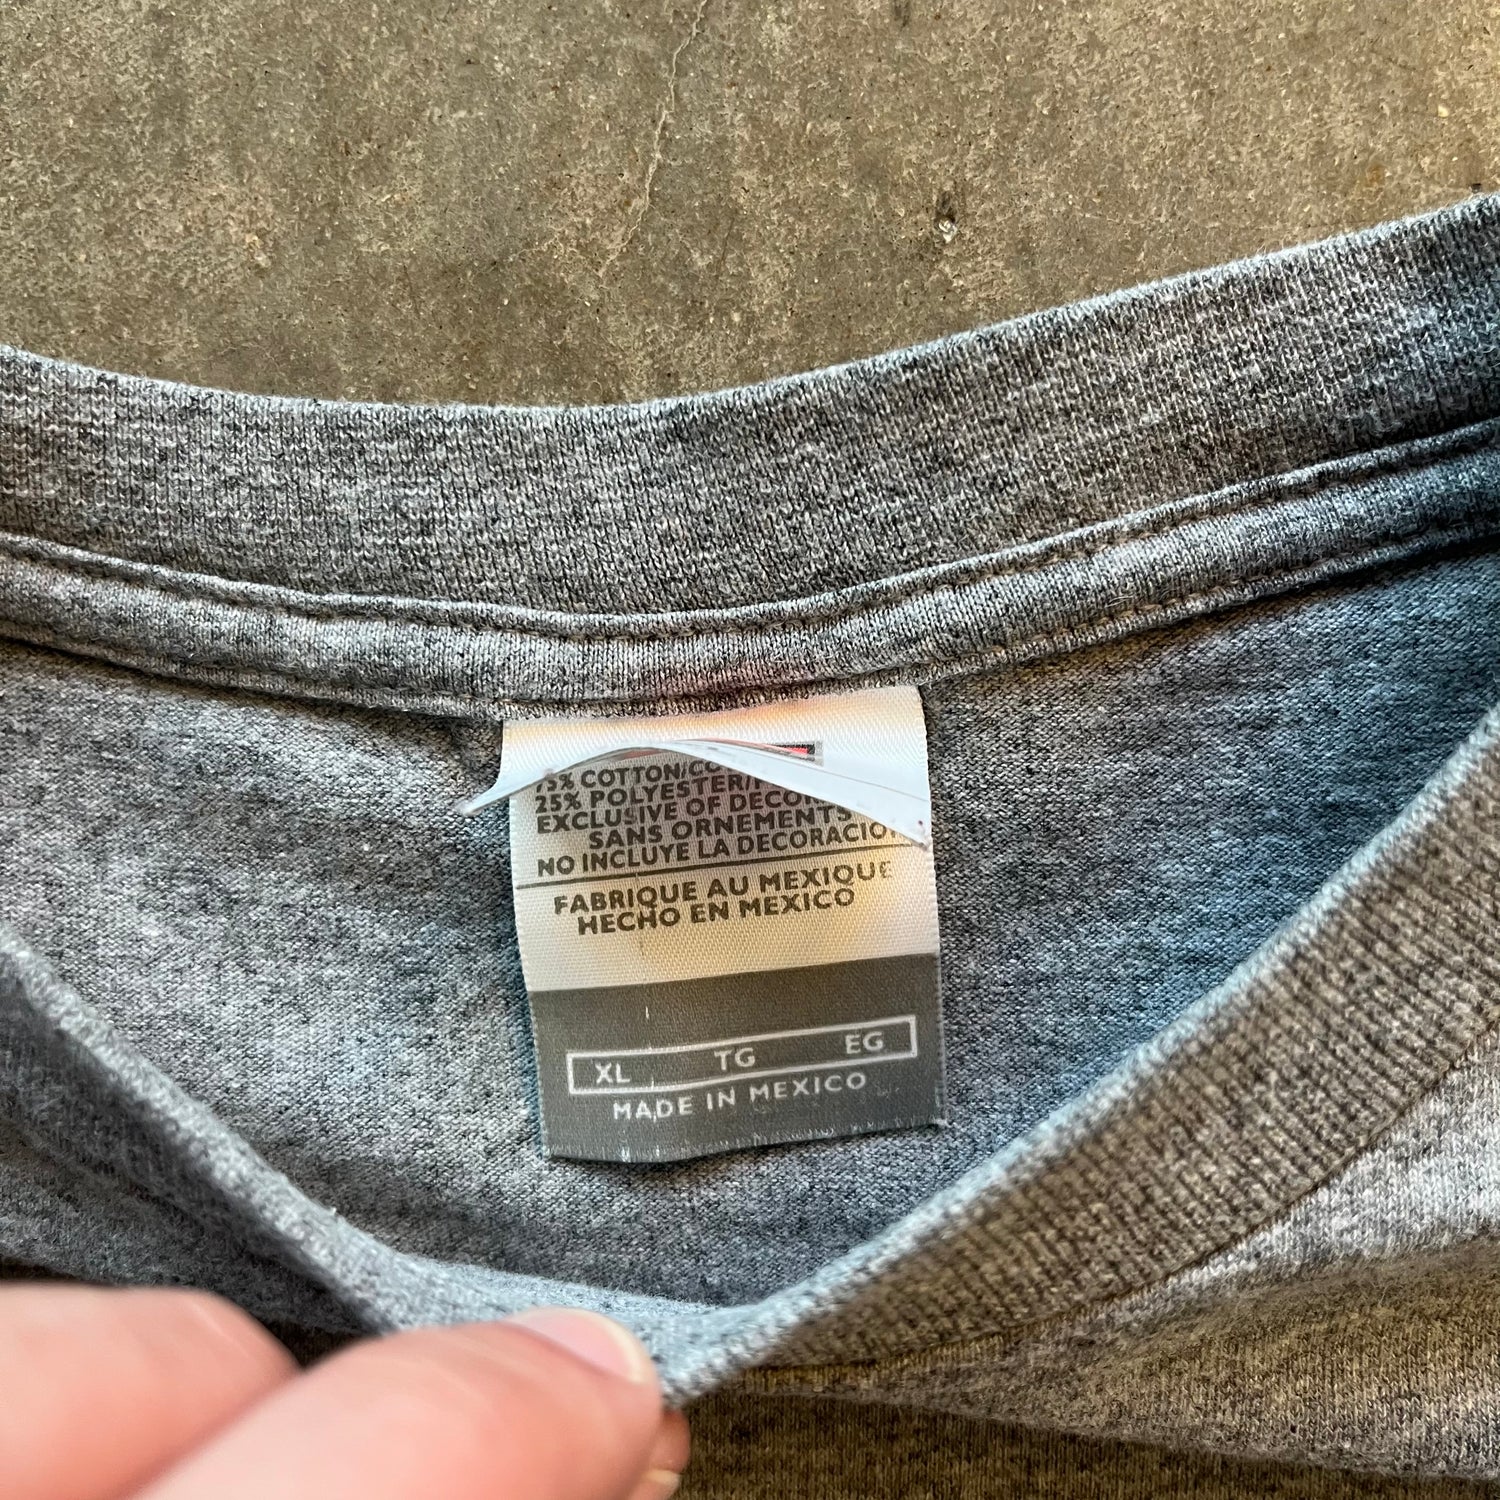 75% COTTON/CO
25% POLYESTER/
EXCLUSIVE OF DECOR
SANS ORNEMENTS
NO INCLUYE LA DECORACIO
FABRIQUE AU MEXIQUE
HECHO EN MEXICO
XL TG EG
MADE IN MEXICO